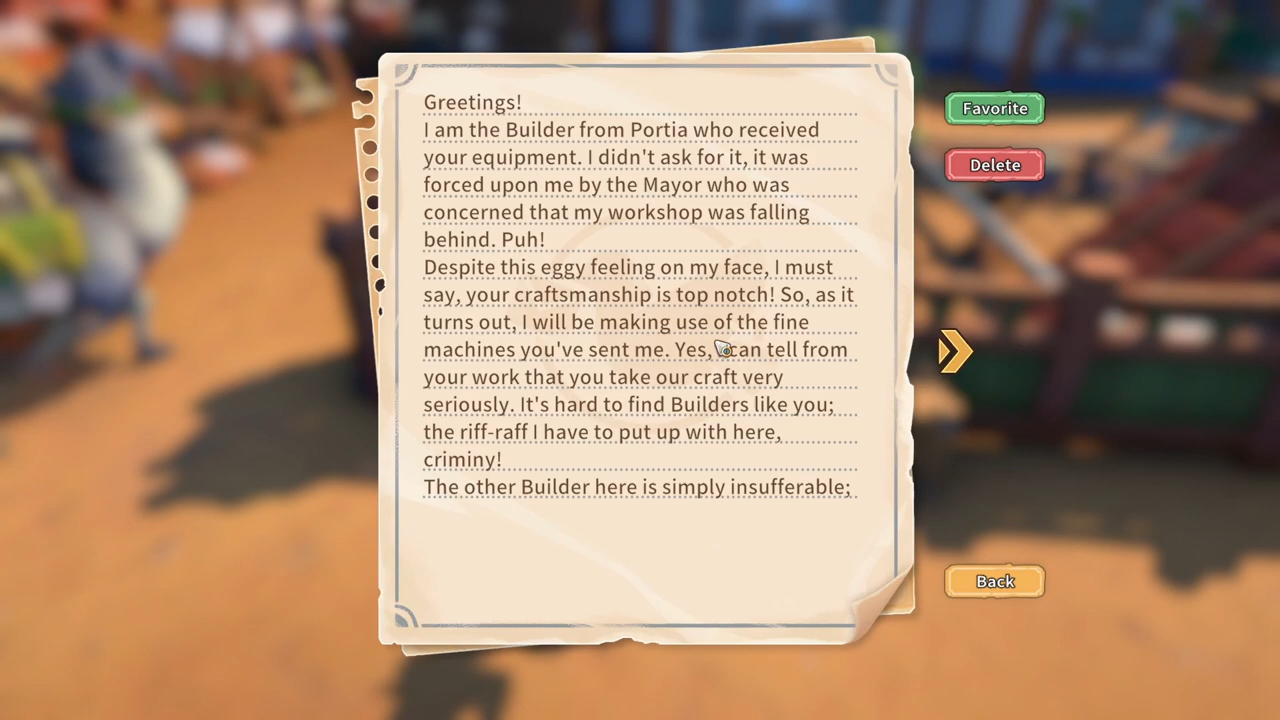 Greetings!
I am the Builder from Portia who received
your equipment. I didn't ask for it, it was
forced upon me by the Mayor who was
concerned that my workshop was falling
behind. Puh!
Despite this eggy feeling on my face, I must
say, your craftsmanship is top notch! So, as it
turns out, I will be making use of the fine
machines you've sent me. Yes, can tell from
your work that you take our craft very
seriously. It's hard to find Builders like you;
the riff-raff I have to put up with here,
criminy!
The other Builder here is simply insufferable;
Favorite
Delete
Back